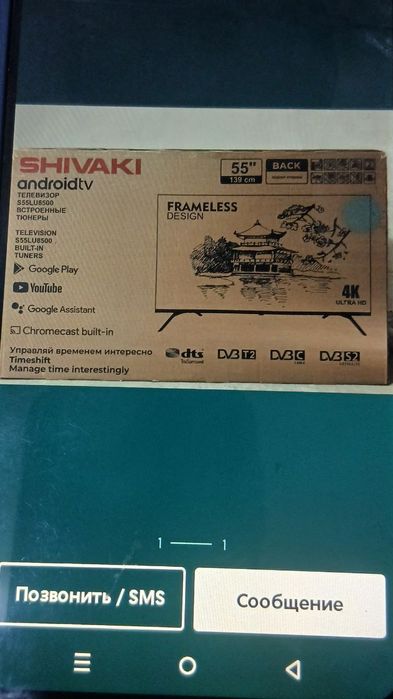 SHIVAKI
androidtv
ТЕЛЕВИЗОР
S55LU8500
ВСТРОЕННЫЕ
ТЮНЕРЫ
TELEVISION
S55LU8500
BUILT-IN
TUNERS
Google Play
YouTube
Google Assistant
Chromecast built-in
Управляй временем интересно
Timeshift
Manage time interestingly
55"
139 cm
BACK
FRAMELESS
DESIGN
4K
ULTRA HD
dts
TruSurround
DVB T2
DVB C
DVB S2
1 1
Позвонить / SMS
Сообщение